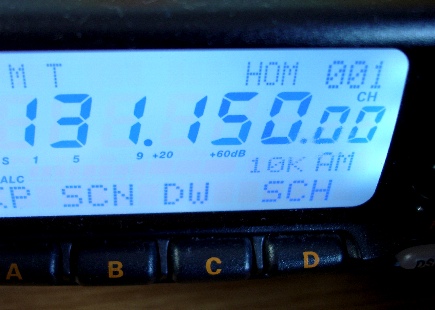 M T HOM 001
131.150.00 CH
S 1 5 9 +20 +60dB
10K AM
ALC
SCN DW SCH
A B C D